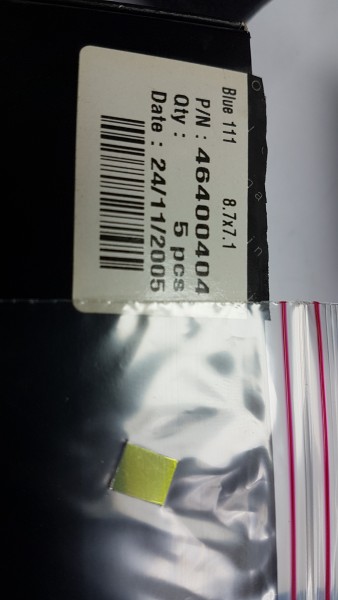 Blue 111 8.7x7.1
P/N : 46400404
Qty : 5 pcs
Date : 24/11/2005